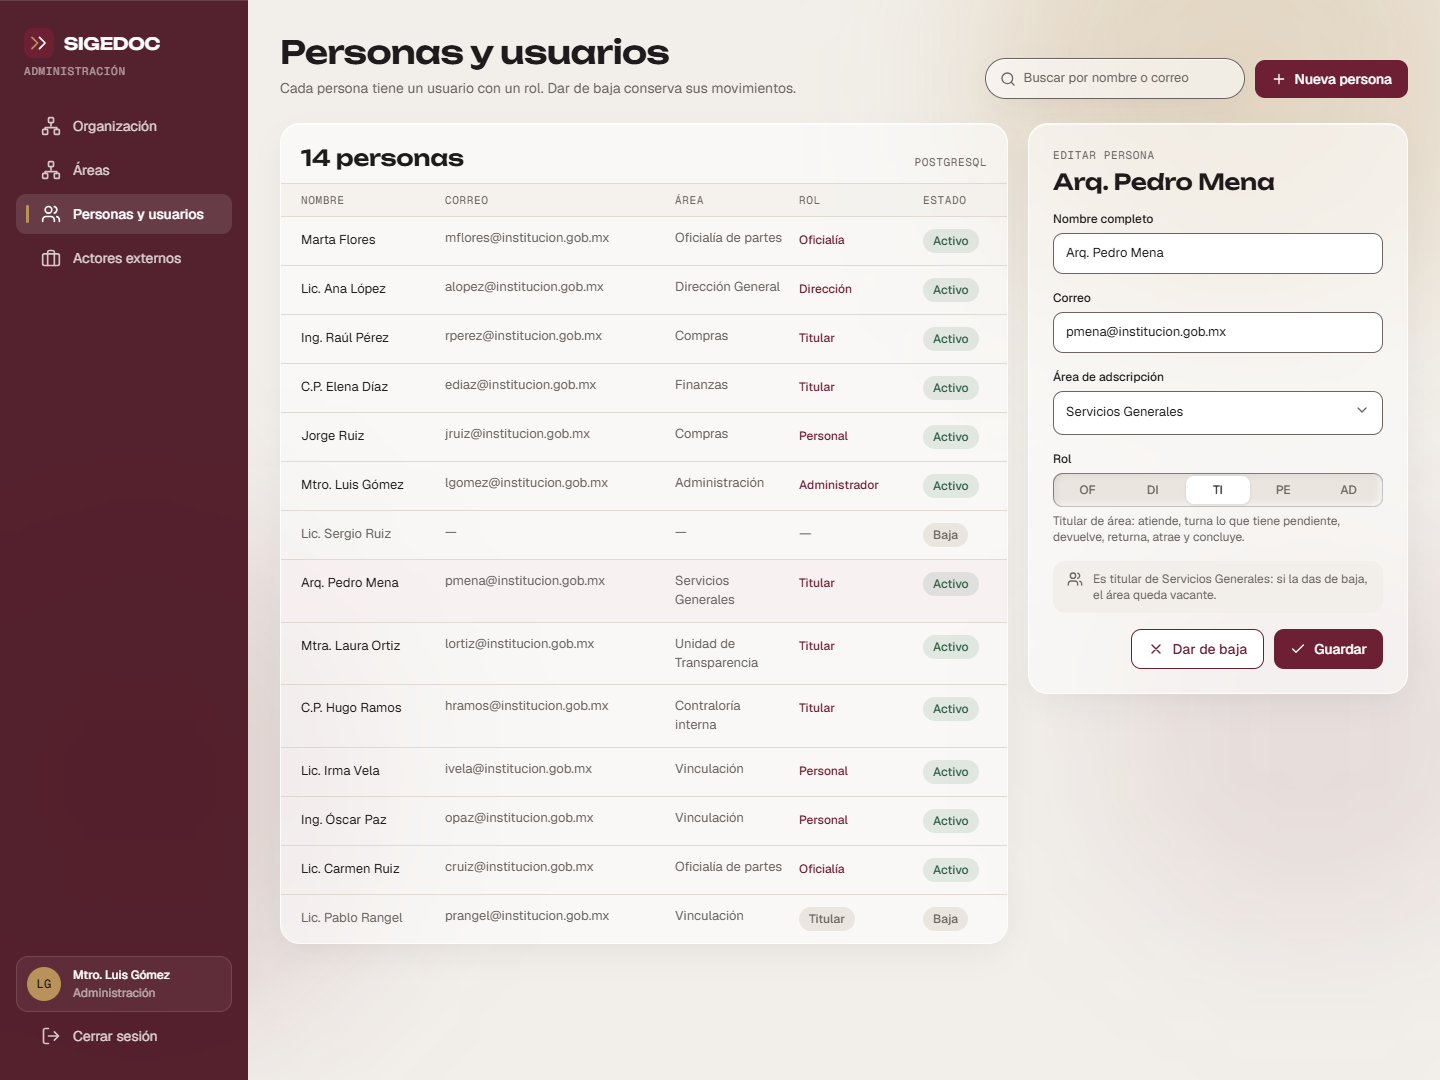 SIGEDOC
ADMINISTRACIÓN
Organización
Áreas
Personas y usuarios
Actores externos
LG
Mtro. Luis Gómez
Administración
Cerrar sesión
Personas y usuarios
Cada persona tiene un usuario con un rol. Dar de baja conserva sus movimientos.
Buscar por nombre o correo
Nueva persona
14 personas
POSTGRESQL
NOMBRE CORREO ÁREA ROL ESTADO
Marta Flores mflores@institucion.gob.mx Oficialía de partes Oficialía Activo
Lic. Ana López alopez@institucion.gob.mx Dirección General Dirección Activo
Ing. Raúl Pérez rperez@institucion.gob.mx Compras Titular Activo
C.P. Elena Díaz ediaz@institucion.gob.mx Finanzas Titular Activo
Jorge Ruiz jruiz@institucion.gob.mx Compras Personal Activo
Mtro. Luis Gómez lgomez@institucion.gob.mx Administración Administrador Activo
Lic. Sergio Ruiz — — — Baja
Arq. Pedro Mena pmena@institucion.gob.mx Servicios Titular Activo
Generales
Mtra. Laura Ortiz lortiz@institucion.gob.mx Unidad de Titular Activo
Transparencia
C.P. Hugo Ramos hramos@institucion.gob.mx Contraloría Titular Activo
interna
Lic. Irma Vela ivela@institucion.gob.mx Vinculación Personal Activo
Ing. Óscar Paz opaz@institucion.gob.mx Vinculación Personal Activo
Lic. Carmen Ruiz cruiz@institucion.gob.mx Oficialía de partes Oficialía Activo
Lic. Pablo Rangel prangel@institucion.gob.mx Vinculación Titular Baja
EDITAR PERSONA
Arq. Pedro Mena
Nombre completo
Arq. Pedro Mena
Correo
pmena@institucion.gob.mx
Área de adscripción
Servicios Generales
Rol
OF DI TI PE AD
Titular de área: atiende, turna lo que tiene pendiente,
devuelve, returna, atrae y concluye.
Es titular de Servicios Generales: si la das de baja,
el área queda vacante.
Dar de baja
Guardar